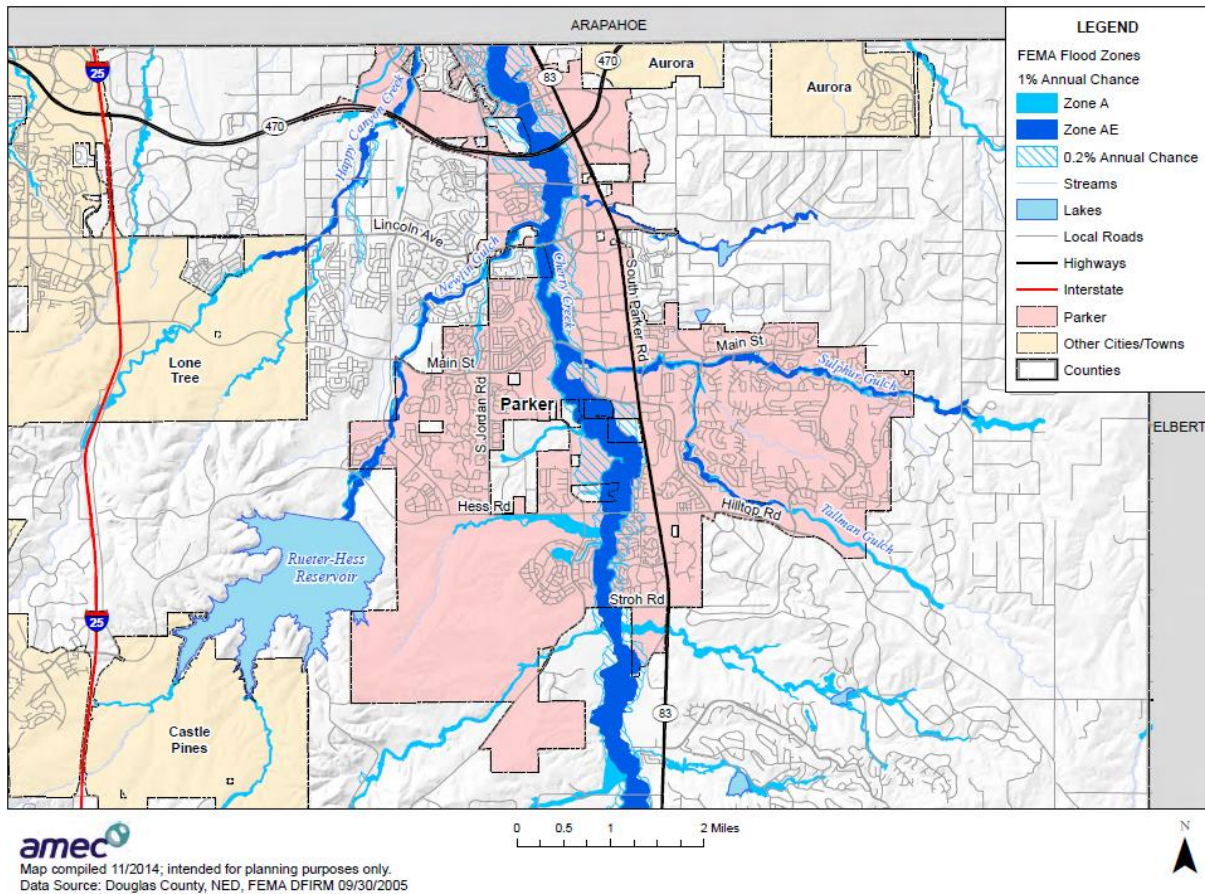 ARAPAHOE
LEGEND
FEMA Flood Zones
1% Annual Chance
Zone A
Zone AE
0.2% Annual Chance
Streams
Lakes
Local Roads
Highways
Interstate
Parker
Other Cities/Towns
Counties
25
83
470
Aurora
Aurora
470
Happy Canyon Creek
Lincoln Ave
Newlin Gulch
Cherry Creek
South Parker Rd
Main St
Sulphur Gulch
Lone
Tree
Main St
S Jordan Rd
Parker
ELBERT
Hess Rd
Hilltop Rd
Tallman Gulch
Rueter-Hess
Reservoir
Stroh Rd
25
83
Castle
Pines
0 0.5 1 2 Miles
N
amec
Map compiled 11/2014; intended for planning purposes only.
Data Source: Douglas County, NED, FEMA DFIRM 09/30/2005